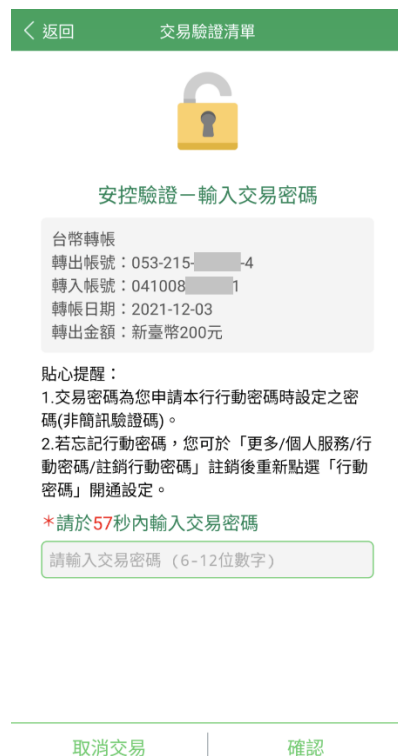 返回
交易驗證清單
安控驗證－輸入交易密碼
台幣轉帳
轉出帳號：053-215- -4
轉入帳號：041008 1
轉帳日期：2021-12-03
轉出金額：新臺幣200元
貼心提醒：
1.交易密碼為您申請本行行動密碼時設定之密
碼(非簡訊驗證碼)。
2.若忘記行動密碼，您可於「更多/個人服務/行
動密碼/註銷行動密碼」註銷後重新點選「行動
密碼」開通設定。
*請於57秒內輸入交易密碼
請輸入交易密碼（6-12位數字）
取消交易
確認